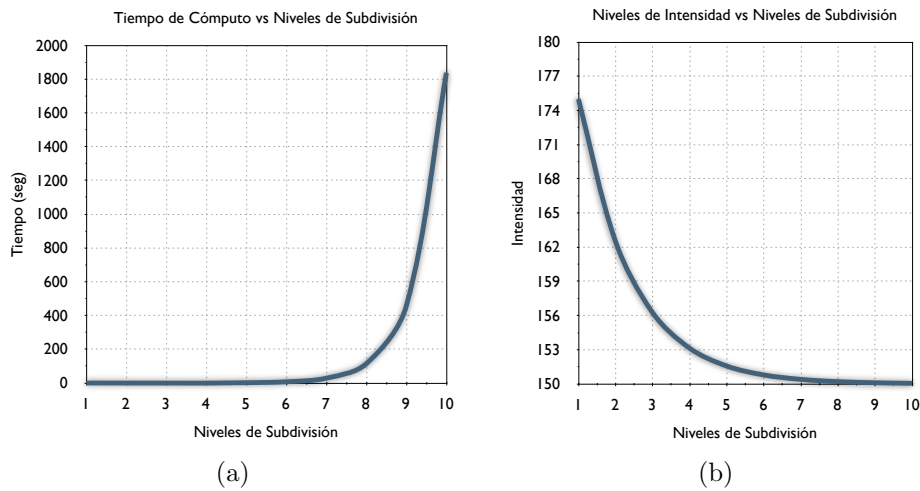 Tiempo de Cómputo vs Niveles de Subdivisión
2000
1800
1600
1400
1200
1000
800
600
400
200
0
Tiempo (seg)
1 2 3 4 5 6 7 8 9 10
Niveles de Subdivisión
(a)
Niveles de Intensidad vs Niveles de Subdivisión
180
177
174
171
168
165
162
159
156
153
150
Intensidad
1 2 3 4 5 6 7 8 9 10
Niveles de Subdivisión
(b)